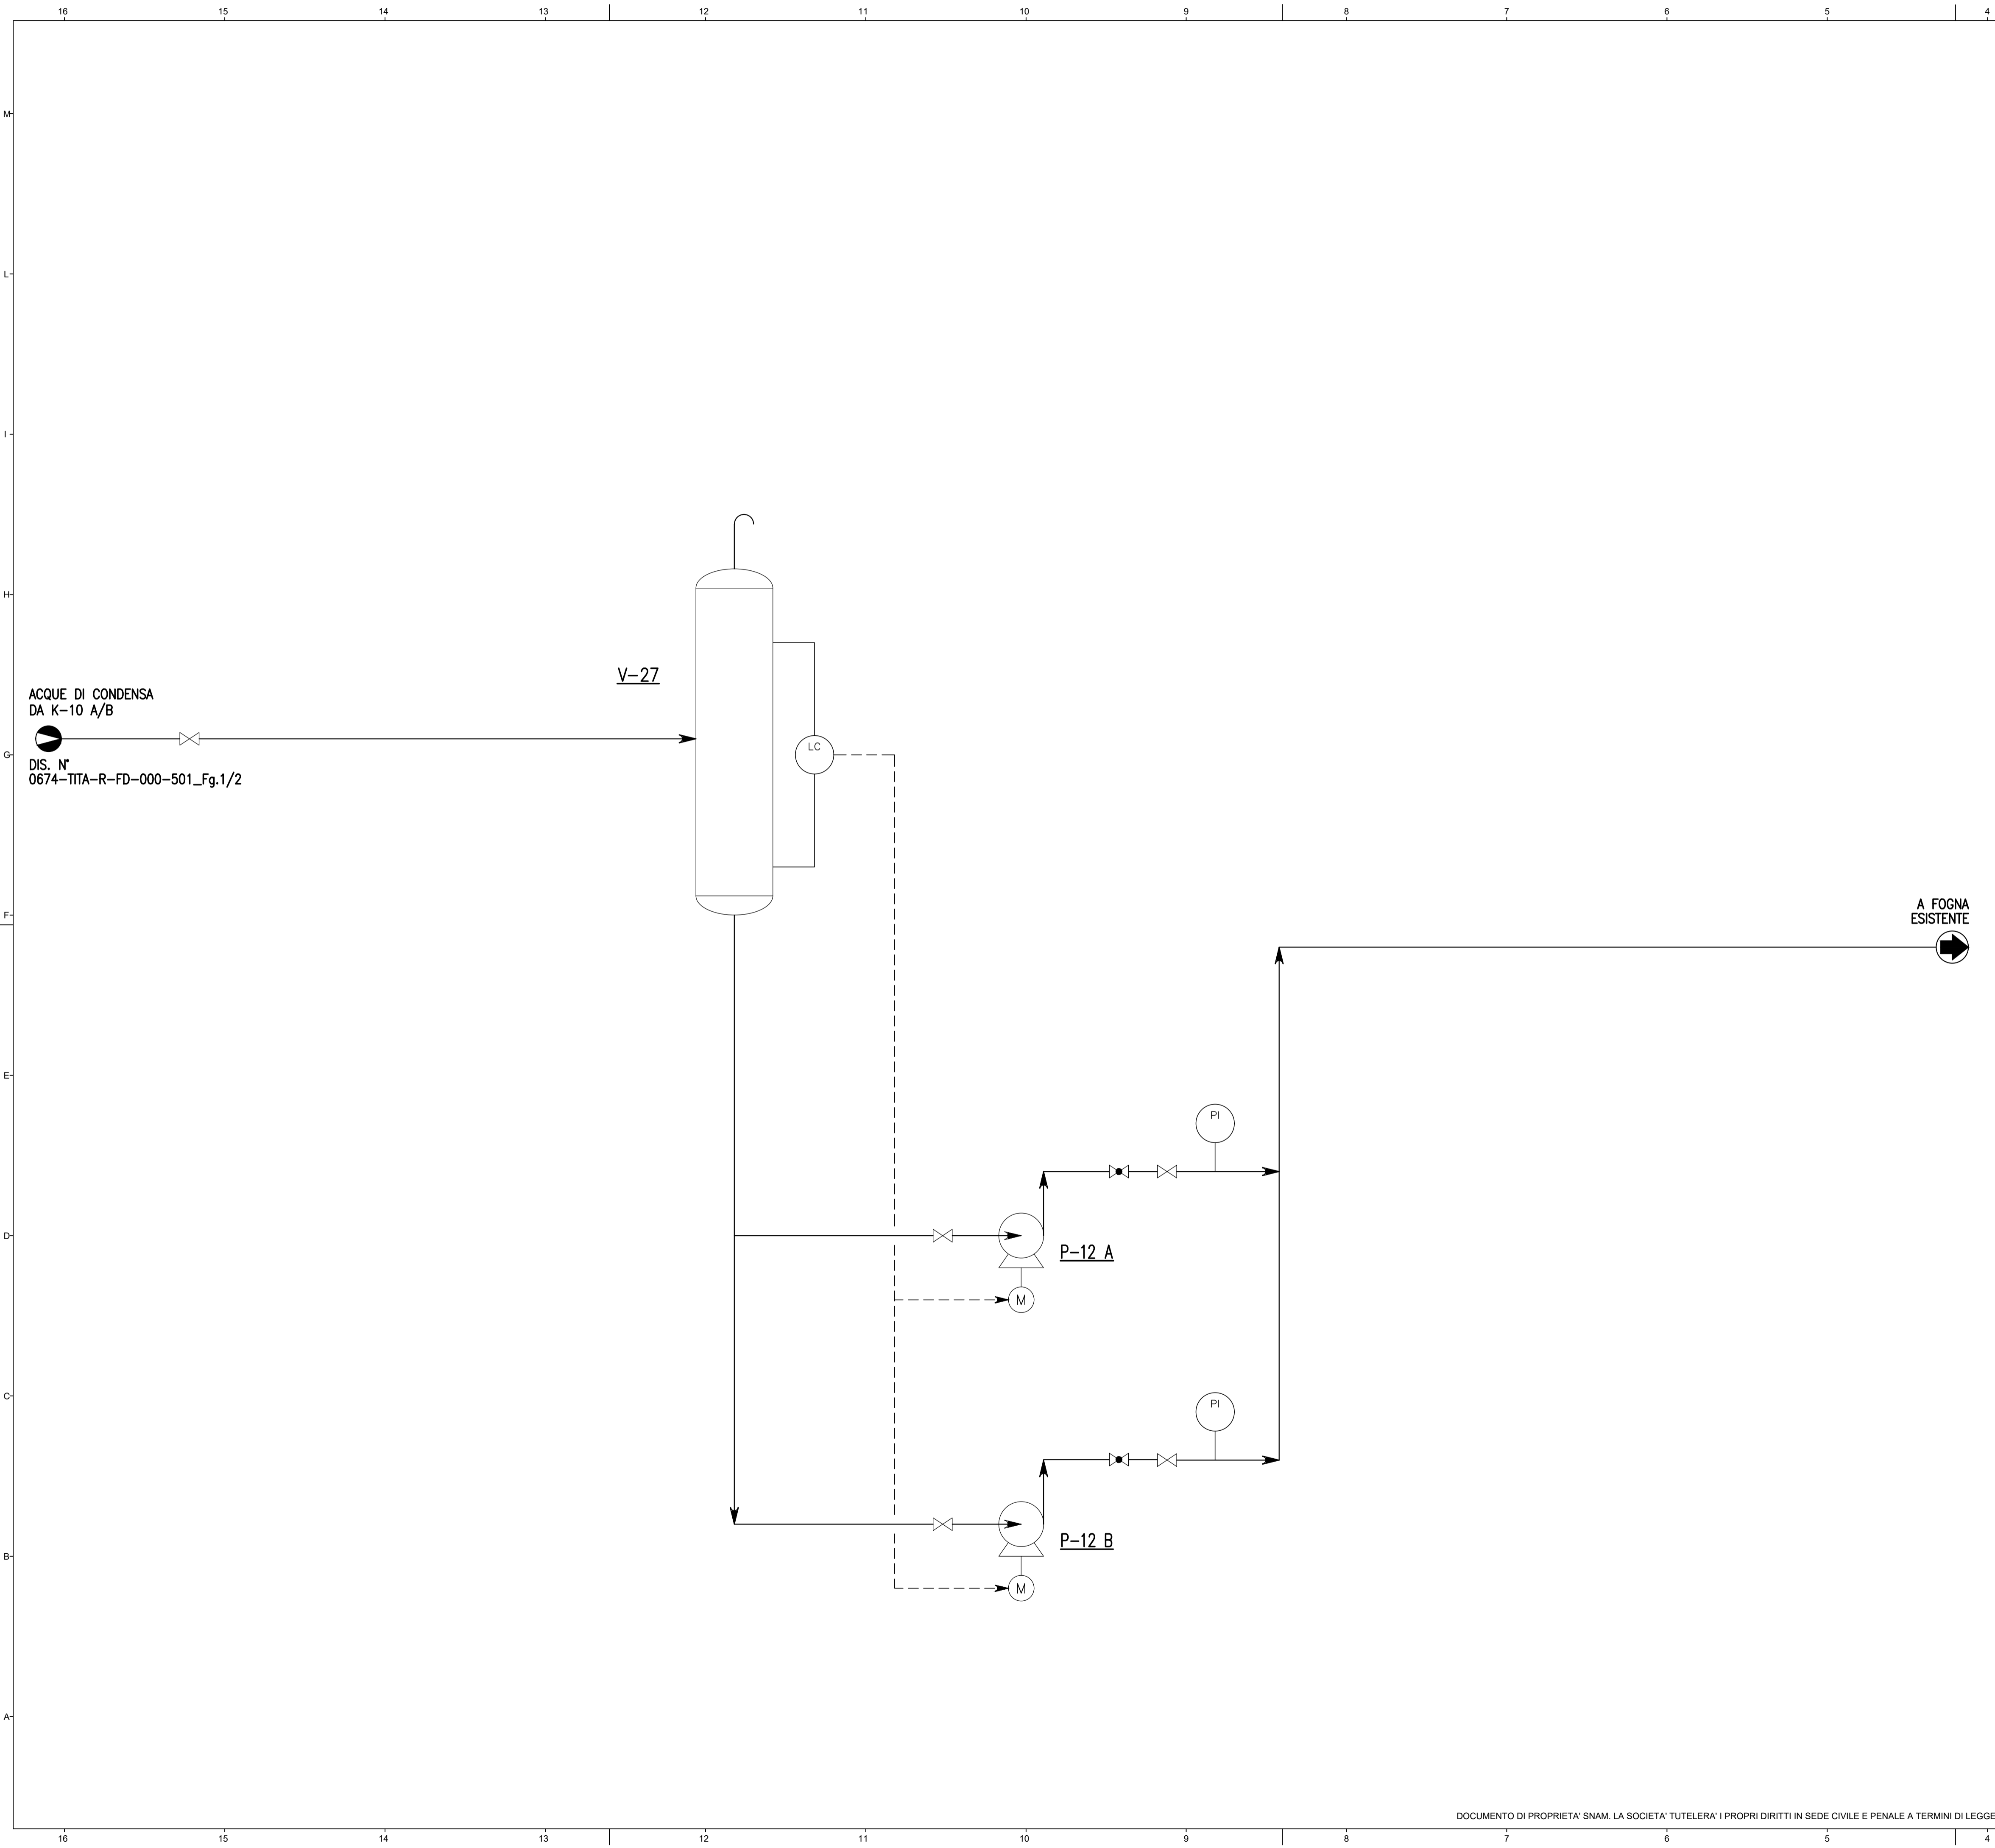 16 15 14 13 12 11 10 9 8 7 6 5 4
M
L
I
H
V-27
ACQUE DI CONDENSA
DA K-10 A/B
LC
G
DIS. N°
0674-TITA-R-FD-000-501_Fg.1/2
A FOGNA
ESISTENTE
F
E
PI
D
P-12 A
M
C
PI
P-12 B
B
M
A
DOCUMENTO DI PROPRIETA' SNAM. LA SOCIETA' TUTELERA' I PROPRI DIRITTI IN SEDE CIVILE E PENALE A TERMINI DI LEGGE
16 15 14 13 12 11 10 9 8 7 6 5 4